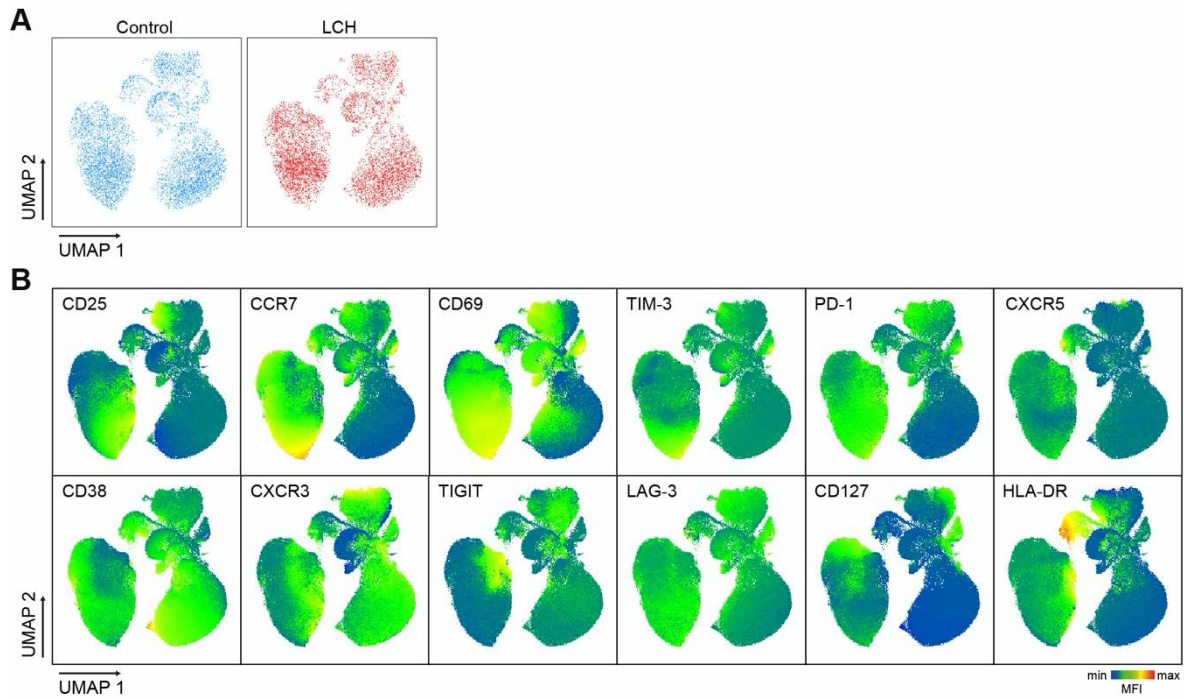 A
Control
LCH
UMAP 2
UMAP 1
B
CD25
CCR7
CD69
TIM-3
PD-1
CXCR5
CD38
CXCR3
TIGIT
LAG-3
CD127
HLA-DR
UMAP 2
UMAP 1
min max
MFI